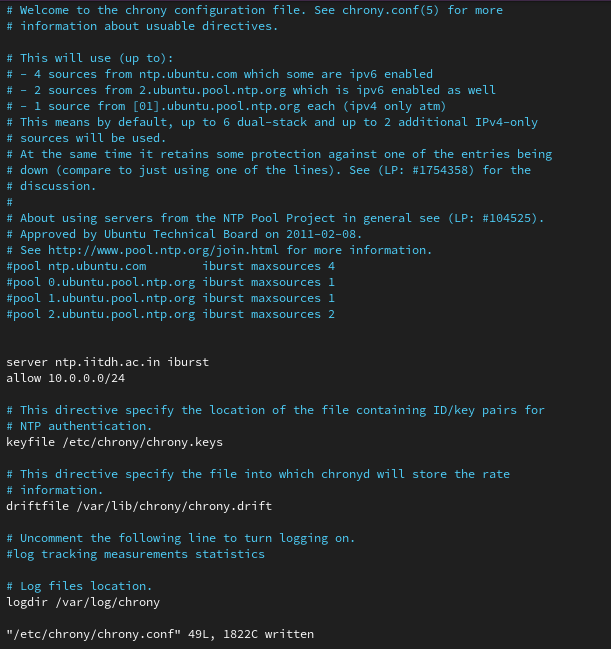 # Welcome to the chrony configuration file. See chrony.conf(5) for more
# information about usuable directives.
# This will use (up to):
# - 4 sources from ntp.ubuntu.com which some are ipv6 enabled
# - 2 sources from 2.ubuntu.pool.ntp.org which is ipv6 enabled as well
# - 1 source from [01].ubuntu.pool.ntp.org each (ipv4 only atm)
# This means by default, up to 6 dual-stack and up to 2 additional IPv4-only
# sources will be used.
# At the same time it retains some protection against one of the entries being
# down (compare to just using one of the lines). See (LP: #1754358) for the
# discussion.
#
# About using servers from the NTP Pool Project in general see (LP: #104525).
# Approved by Ubuntu Technical Board on 2011-02-08.
# See http://www.pool.ntp.org/join.html for more information.
#pool ntp.ubuntu.com        iburst maxsources 4
#pool 0.ubuntu.pool.ntp.org iburst maxsources 1
#pool 1.ubuntu.pool.ntp.org iburst maxsources 1
#pool 2.ubuntu.pool.ntp.org iburst maxsources 2
server ntp.iitdh.ac.in iburst
allow 10.0.0.0/24
# This directive specify the location of the file containing ID/key pairs for
# NTP authentication.
keyfile /etc/chrony/chrony.keys
# This directive specify the file into which chronyd will store the rate
# information.
driftfile /var/lib/chrony/chrony.drift
# Uncomment the following line to turn logging on.
#log tracking measurements statistics
# Log files location.
logdir /var/log/chrony
"/etc/chrony/chrony.conf" 49L, 1822C written